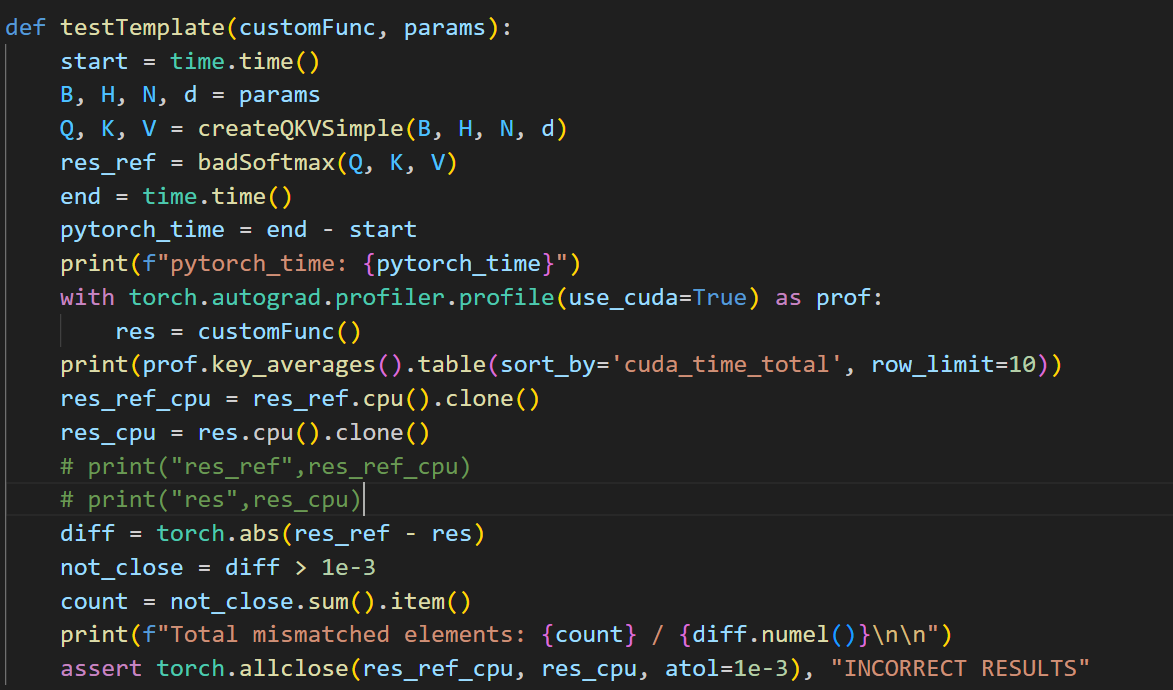 def testTemplate(customFunc, params):
    start = time.time()
    B, H, N, d = params
    Q, K, V = createQKVSimple(B, H, N, d)
    res_ref = badSoftmax(Q, K, V)
    end = time.time()
    pytorch_time = end - start
    print(f"pytorch_time: {pytorch_time}")
    with torch.autograd.profiler.profile(use_cuda=True) as prof:
        res = customFunc()
    print(prof.key_averages().table(sort_by='cuda_time_total', row_limit=10))
    res_ref_cpu = res_ref.cpu().clone()
    res_cpu = res.cpu().clone()
    # print("res_ref",res_ref_cpu)
    # print("res",res_cpu)
    diff = torch.abs(res_ref - res)
    not_close = diff > 1e-3
    count = not_close.sum().item()
    print(f"Total mismatched elements: {count} / {diff.numel()}\n\n")
    assert torch.allclose(res_ref_cpu, res_cpu, atol=1e-3), "INCORRECT RESULTS"